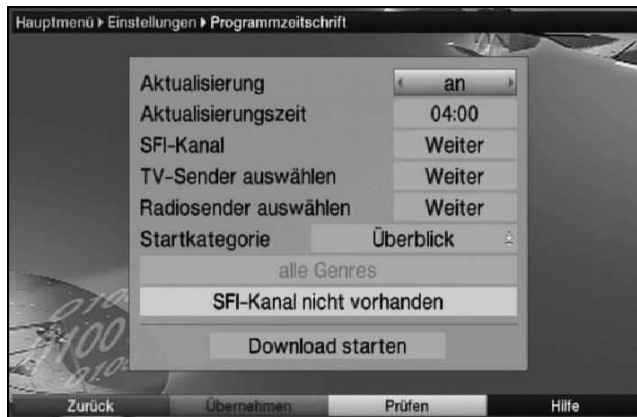 Hauptmenü ▸ Einstellungen ▸ Programmzeitschrift
Aktualisierung an
Aktualisierungszeit 04:00
SFI-Kanal Weiter
TV-Sender auswählen Weiter
Radiosender auswählen Weiter
Startkategorie Überblick
alle Genres
SFI-Kanal nicht vorhanden
Download starten
Zurück Übernehmen Prüfen Hilfe